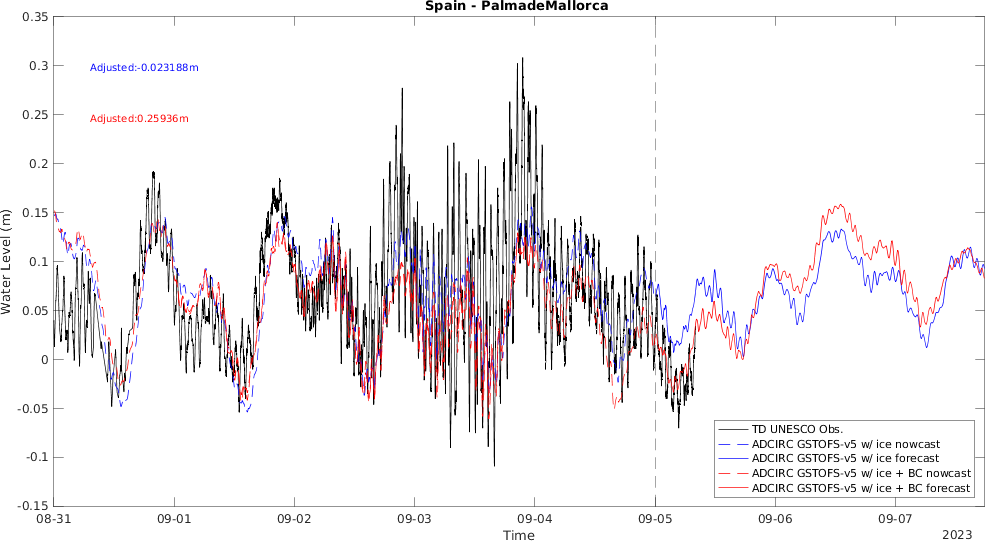 Spain - PalmadeMallorca
0.35
0.3
0.25
0.2
0.15
0.1
0.05
0
-0.05
-0.1
-0.15
Water Level (m)
Adjusted:-0.023188m
Adjusted:0.25936m
TD UNESCO Obs.
ADCIRC GSTOFS-v5 w/ ice nowcast
ADCIRC GSTOFS-v5 w/ ice forecast
ADCIRC GSTOFS-v5 w/ ice + BC nowcast
ADCIRC GSTOFS-v5 w/ ice + BC forecast
08-31 09-01 09-02 09-03 09-04 09-05 09-06 09-07
Time
2023